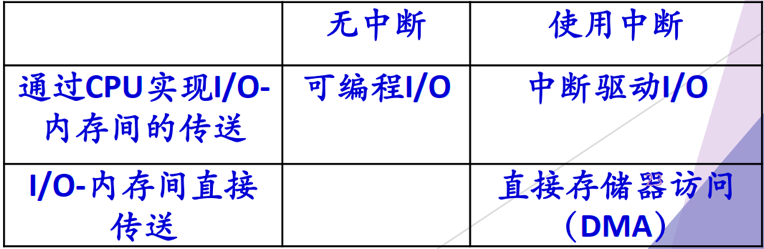 无中断
使用中断
通过CPU实现I/O-
内存间的传送
可编程I/O
中断驱动I/O
I/O-内存间直接
传送
直接存储器访问
（DMA）